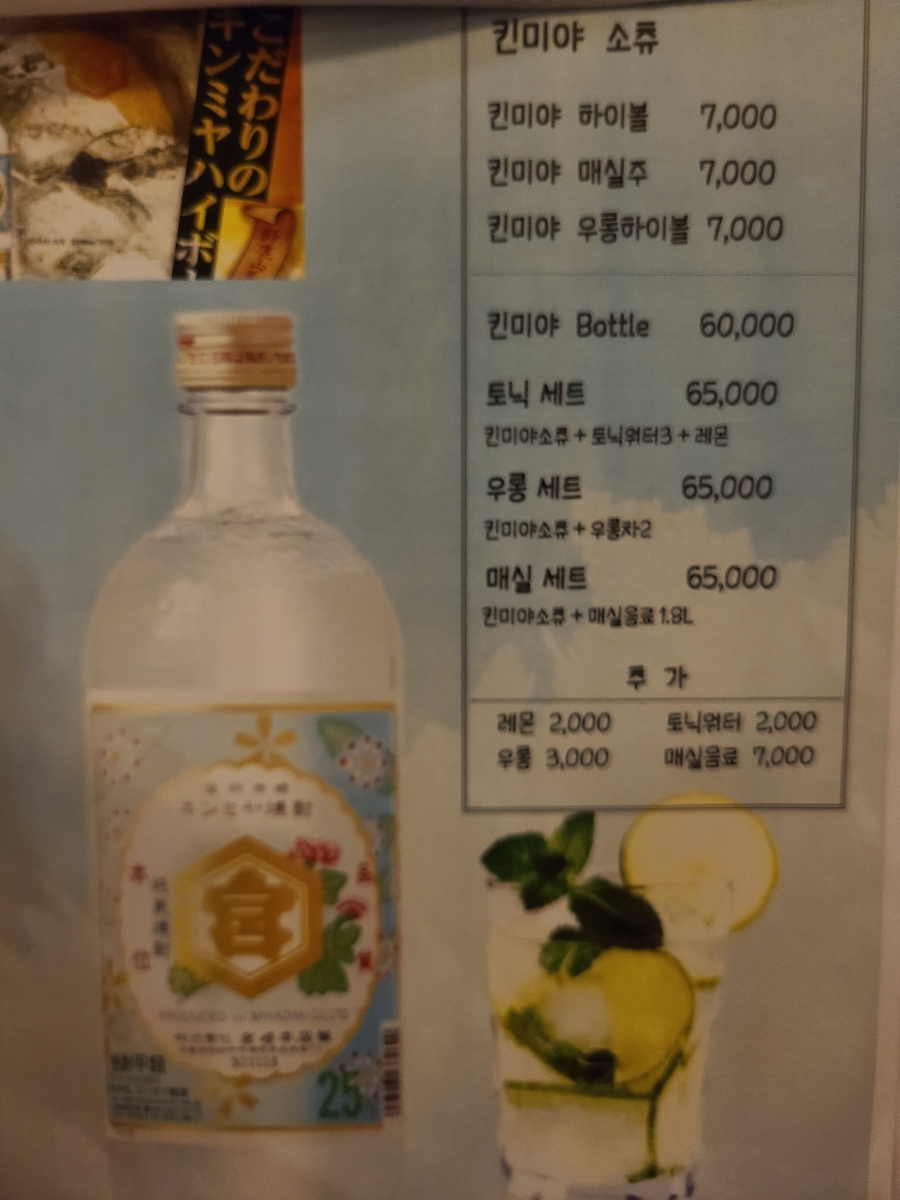 こだわりの
キンミヤハイボ
킨미야 소츄
킨미야 하이볼 7,000
킨미야 매실주 7,000
킨미야 우롱하이볼 7,000
킨미야 Bottle 60,000
토닉 세트 65,000
킨미야소츄 + 토닉워터3 + 레몬
우롱 세트 65,000
킨미야소츄 + 우롱차2
매실 세트 65,000
킨미야소츄 + 매실음료 1.8L
추 가
레몬 2,000 토닉워터 2,000
우롱 3,000 매실음료 7,000
キンミヤ焼酎
宮
25